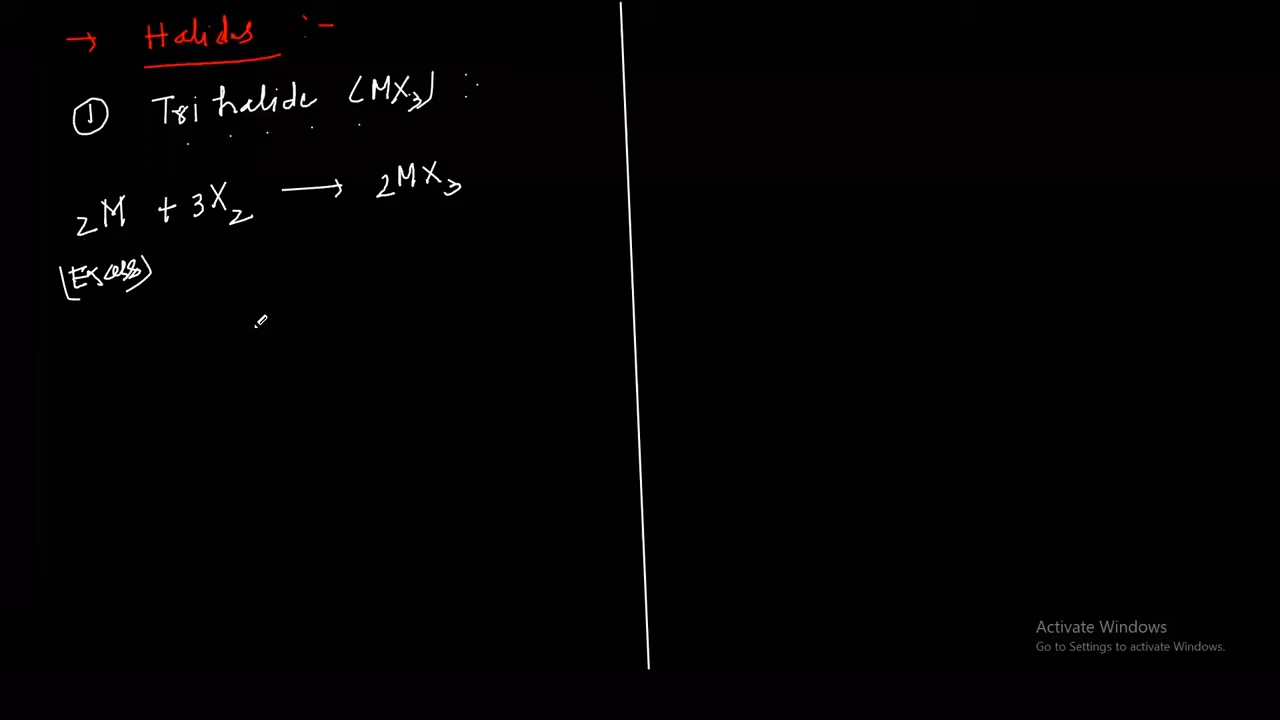 → Halides :-
① Tri halide (MX₃) :
2M + 3X₂ ⟶ 2MX₃
(Excess)
Activate Windows
Go to Settings to activate Windows.